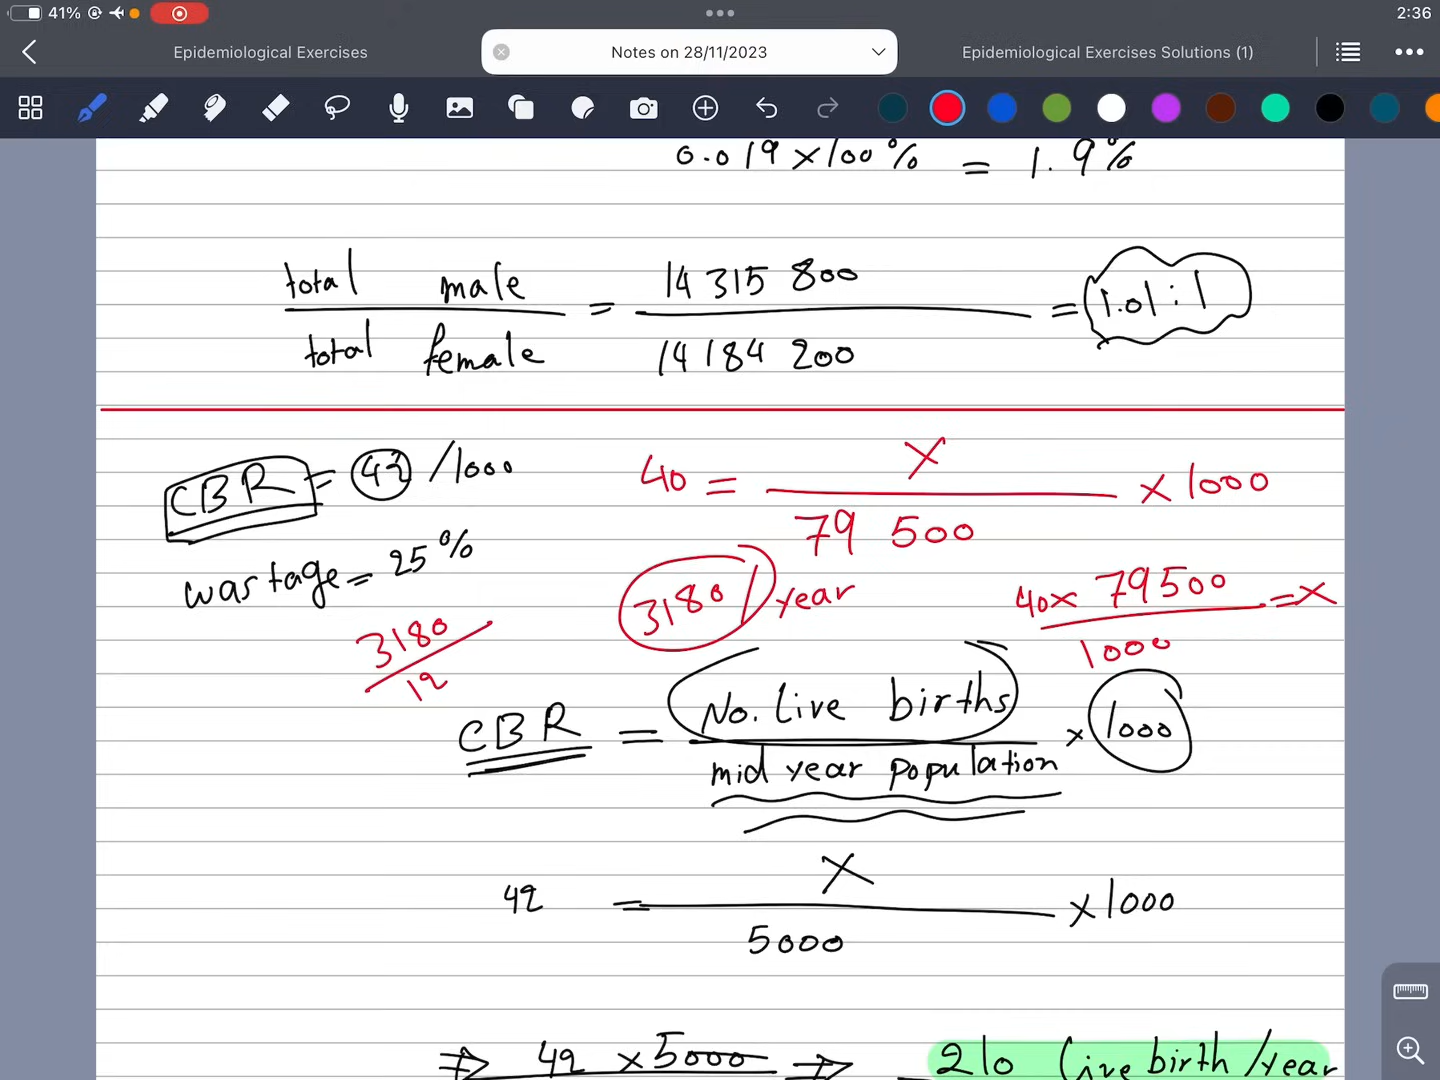 41%
2:36
Epidemiological Exercises
Notes on 28/11/2023
Epidemiological Exercises Solutions (1)
0.019 × 100 % = 1.9%
total male = 14 315 800 = 1.01 : 1
total female 14 184 200
CBR = 42 /1000
40 = X × 1000
79 500
wastage = 25%
3180 / year
40× 79500 = X
1000
3180
12
CBR = No. Live births × 1000
mid year population
42 = X × 1000
5000
⇒ 42 × 5000 ⇒ = 210 Live birth / year